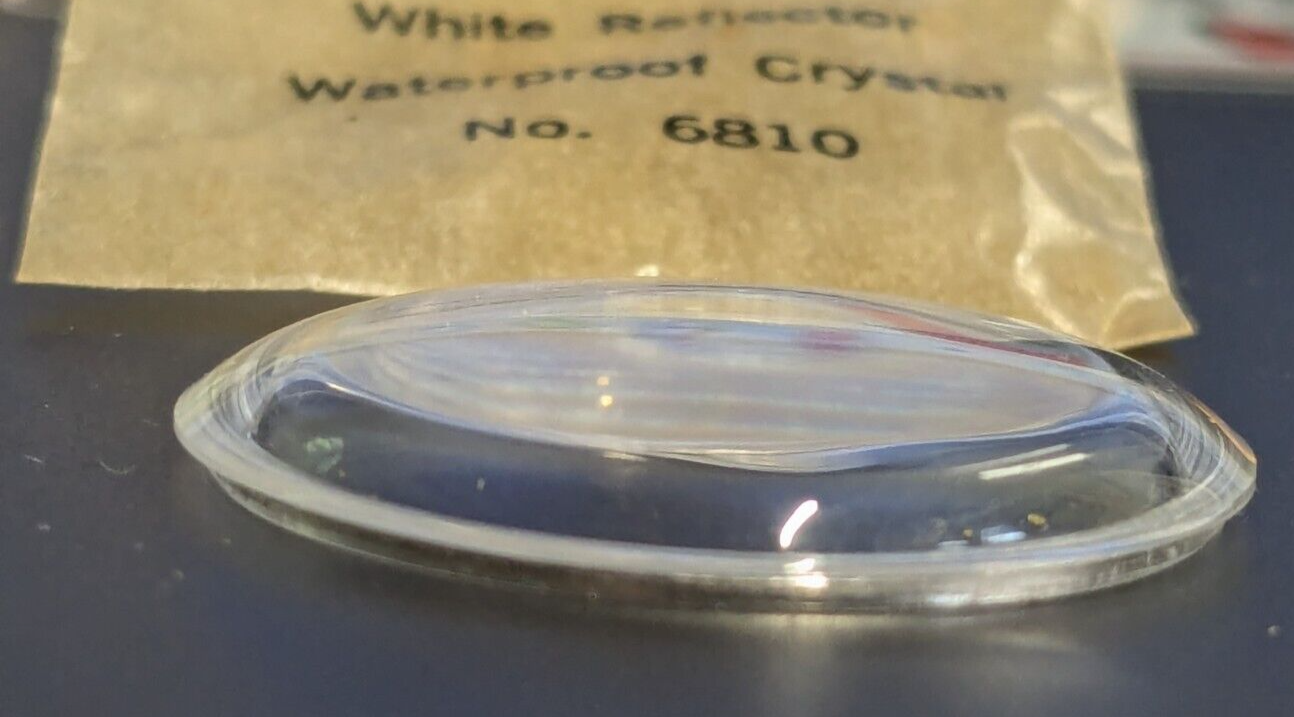 White Reflector
Waterproof Crystal
No. 6810